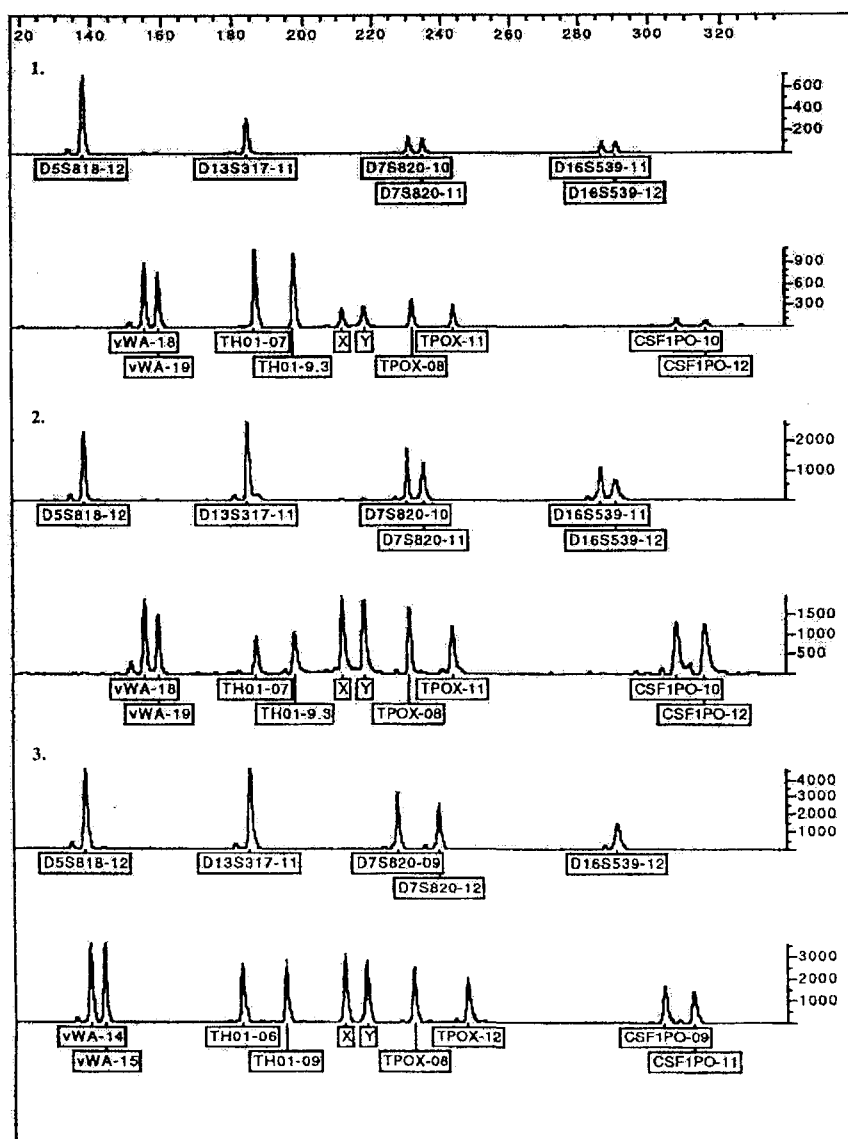 120 140 160 180 200 220 240 260 280 300 320
1.
600
400
200
D5S818-12 D13S317-11 D7S820-10 D16S539-11
D7S820-11 D16S539-12
900
600
300
vWA-18 TH01-07 X Y TPOX-11 CSF1PO-10
vWA-19 TH01-9.3 TPOX-08 CSF1PO-12
2.
2000
1000
D5S818-12 D13S317-11 D7S820-10 D16S539-11
D7S820-11 D16S539-12
1500
1000
500
vWA-18 TH01-07 X Y TPOX-11 CSF1PO-10
vWA-19 TH01-9.3 TPOX-08 CSF1PO-12
3.
4000
3000
2000
1000
D5S818-12 D13S317-11 D7S820-09 D16S539-12
D7S820-12
3000
2000
1000
vWA-14 TH01-06 X Y TPOX-12 CSF1PO-09
vWA-15 TH01-09 TPOX-08 CSF1PO-11